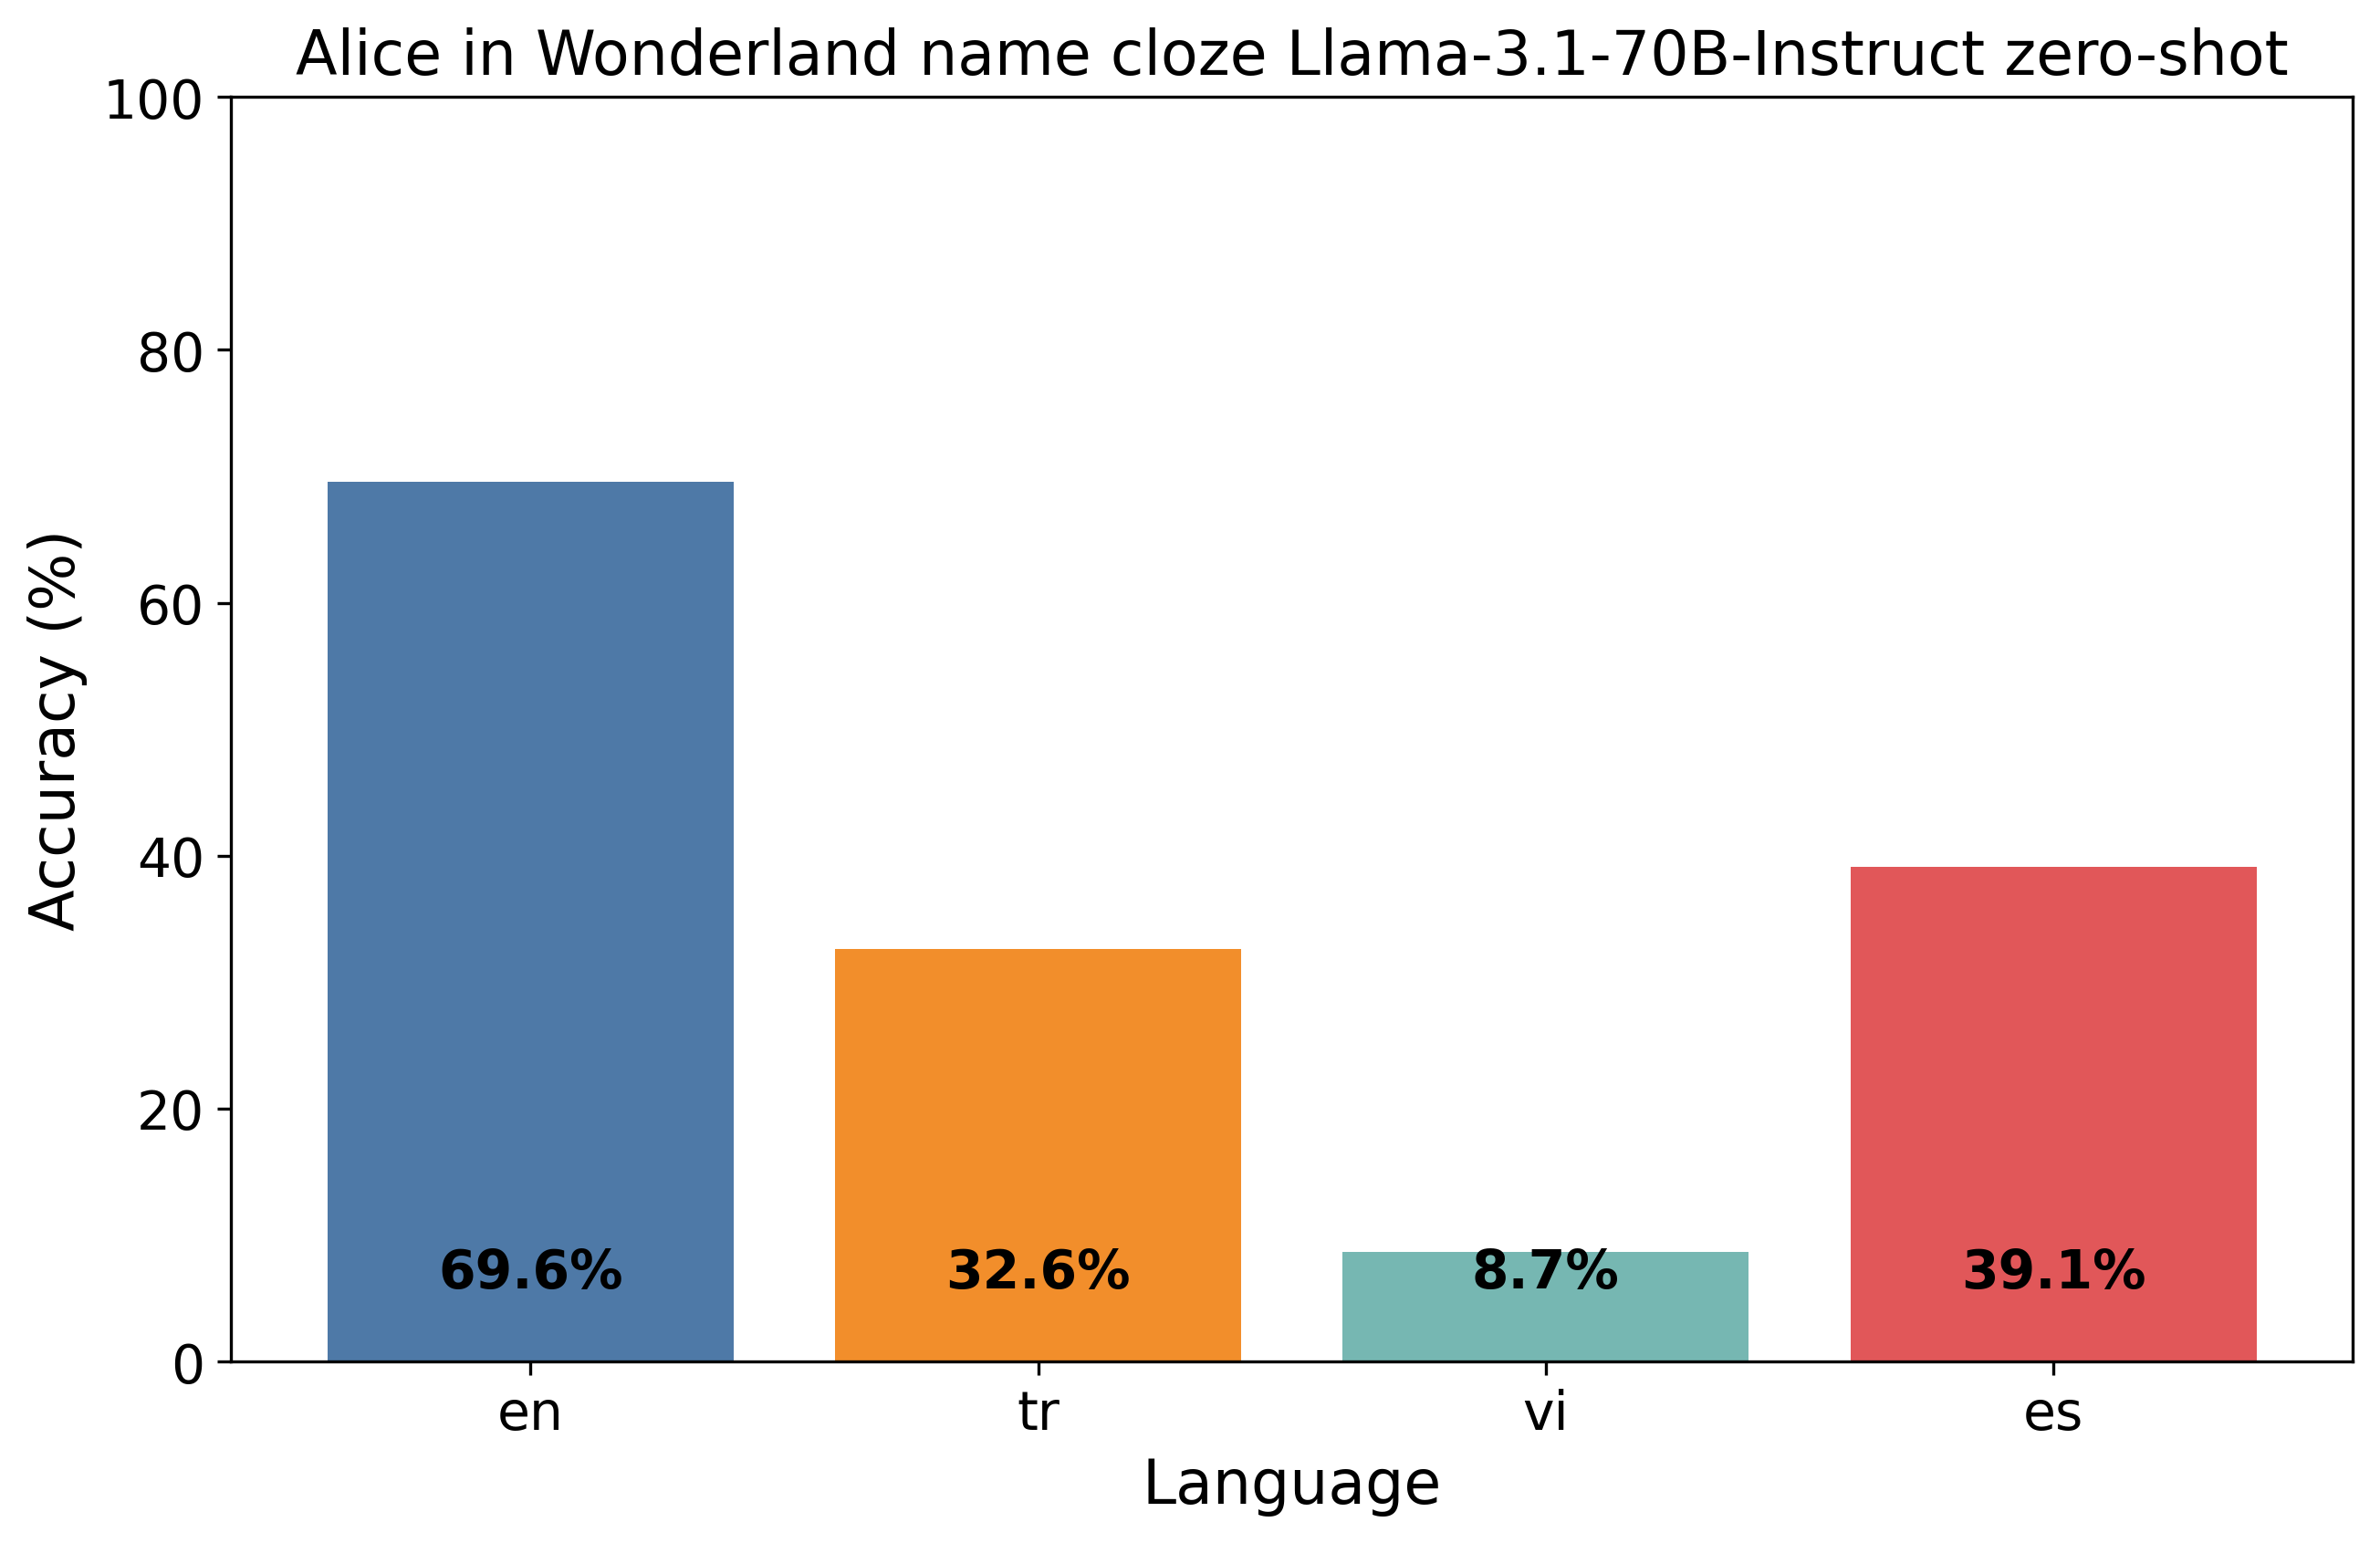 Alice in Wonderland name cloze Llama-3.1-70B-Instruct zero-shot
Accuracy (%)
100
80
60
40
20
0
69.6%
32.6%
8.7%
39.1%
en
tr
vi
es
Language